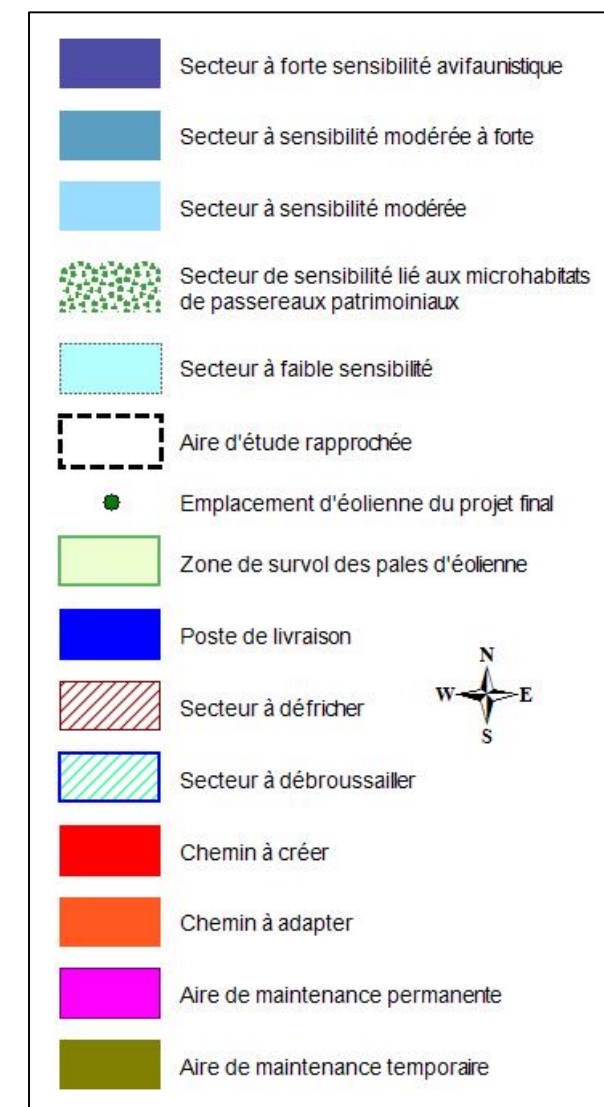 Secteur à forte sensibilité avifaunistique
Secteur à sensibilité modérée à forte
Secteur à sensibilité modérée
Secteur de sensibilité lié aux microhabitats
de passereaux patrimoiniaux
Secteur à faible sensibilité
Aire d'étude rapprochée
Emplacement d'éolienne du projet final
Zone de survol des pales d'éolienne
Poste de livraison
N
W E
S
Secteur à défricher
Secteur à débroussailler
Chemin à créer
Chemin à adapter
Aire de maintenance permanente
Aire de maintenance temporaire